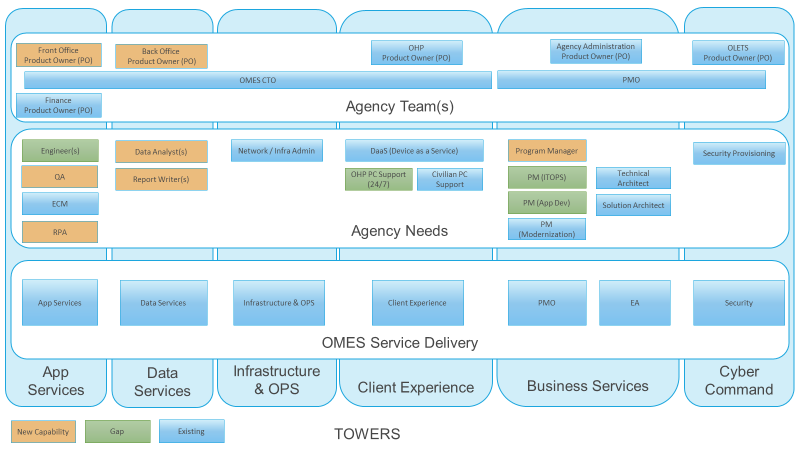 Front Office
Product Owner (PO)
Back Office
Product Owner (PO)
OHP
Product Owner (PO)
Agency Administration
Product Owner (PO)
OLETS
Product Owner (PO)
OMES CTO
PMO
Finance
Product Owner (PO)
Agency Team(s)
Engineer(s)
Data Analyst(s)
Network / Infra Admin
DaaS (Device as a Service)
Program Manager
Security Provisioning
QA
Report Writer(s)
OHP PC Support
(24/7)
Civilian PC
Support
PM (ITOPS)
Technical
Architect
ECM
PM (App Dev)
Solution Architect
RPA
PM
(Modernization)
Agency Needs
App Services
Data Services
Infrastructure & OPS
Client Experience
PMO
EA
Security
OMES Service Delivery
App
Services
Data
Services
Infrastructure
& OPS
Client Experience
Business Services
Cyber
Command
New Capability
Gap
Existing
TOWERS